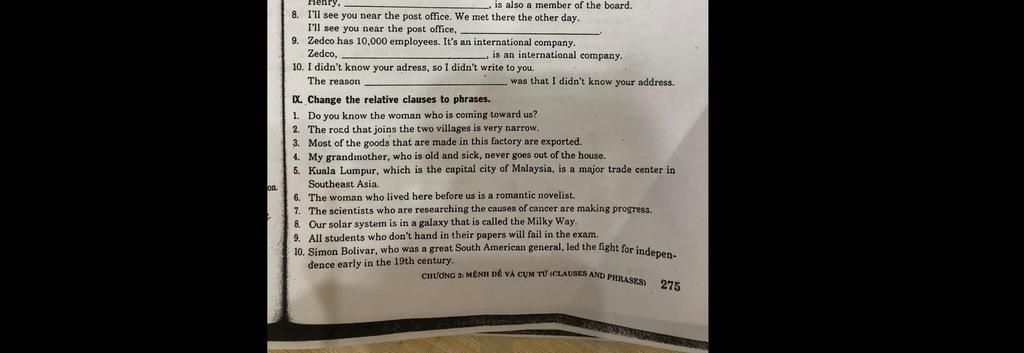 Henry, ____________________, is also a member of the board.
8. I'll see you near the post office. We met there the other day.
I'll see you near the post office, ____________________.
9. Zedco has 10,000 employees. It's an international company.
Zedco, ____________________, is an international company.
10. I didn't know your adress, so I didn't write to you.
The reason ____________________ was that I didn't know your address.
IX. Change the relative clauses to phrases.
1. Do you know the woman who is coming toward us?
2. The road that joins the two villages is very narrow.
3. Most of the goods that are made in this factory are exported.
4. My grandmother, who is old and sick, never goes out of the house.
5. Kuala Lumpur, which is the capital city of Malaysia, is a major trade center in
on.
Southeast Asia.
6. The woman who lived here before us is a romantic novelist.
7. The scientists who are researching the causes of cancer are making progress.
8. Our solar system is in a galaxy that is called the Milky Way.
9. All students who don't hand in their papers will fail in the exam.
10. Simon Bolivar, who was a great South American general, led the fight for indepen-
dence early in the 19th century.
CHƯƠNG 3: MỆNH ĐỀ VÀ CỤM TỪ (CLAUSES AND PHRASES) 275